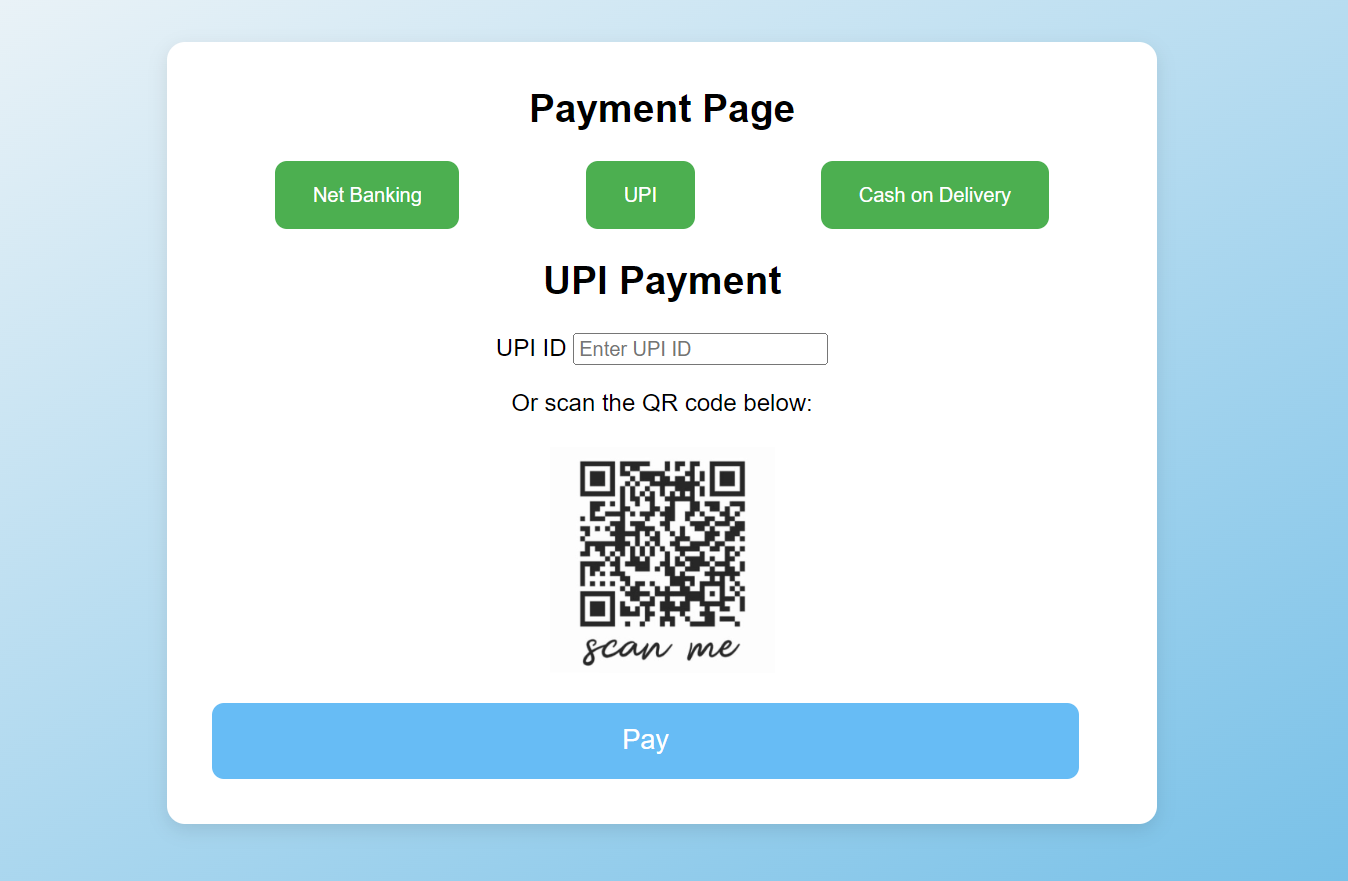 Payment Page
Net Banking UPI Cash on Delivery
UPI Payment
UPI ID Enter UPI ID
Or scan the QR code below:
scan me
Pay